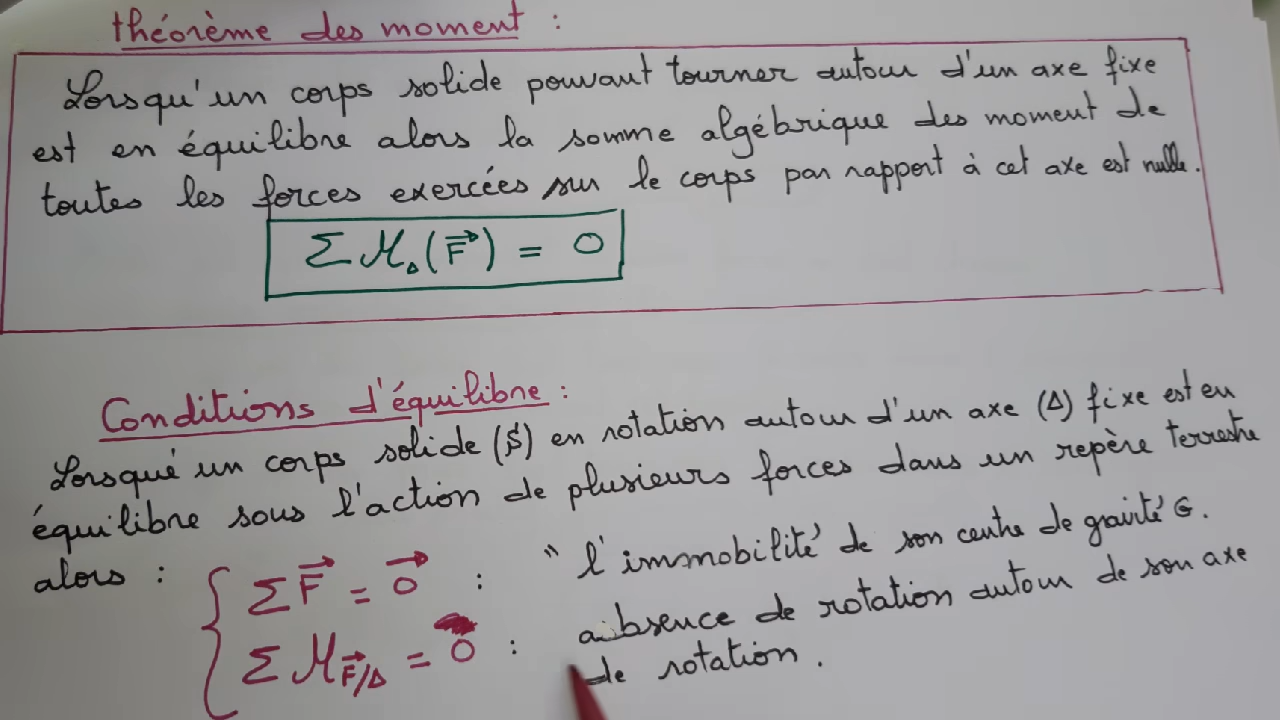 théorème des moment :
Lorsqu'un corps solide pouvant tourner autour d'un axe fixe
est en équilibre alors la somme algébrique des moment de
toutes les forces exercées sur le corps par rapport à cet axe est nulle.
Σ M_Δ(F⃗) = 0
Conditions d'équilibre :
Lorsqué un corps solide (S) en rotation autour d'un axe (Δ) fixe est en
équilibre sous l'action de plusieurs forces dans un repère terrestre
alors : { Σ F⃗ = 0⃗ : " l'immobilité de son centre de gravité G.
Σ M_F⃗/Δ = 0 : absence de rotation autour de son axe
de rotation.